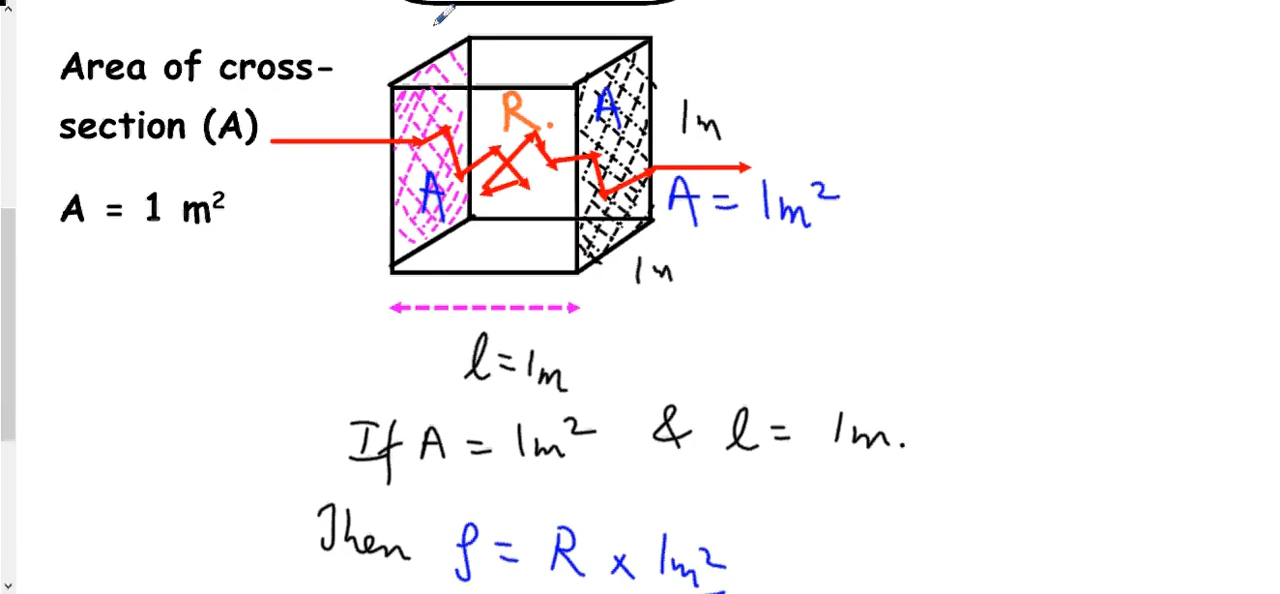 Area of cross-
section (A)
A = 1 m²
R.
A
A
1m
A = 1m²
1m
l = 1m
If A = 1m² & l = 1m.
Then ρ = R × 1m²